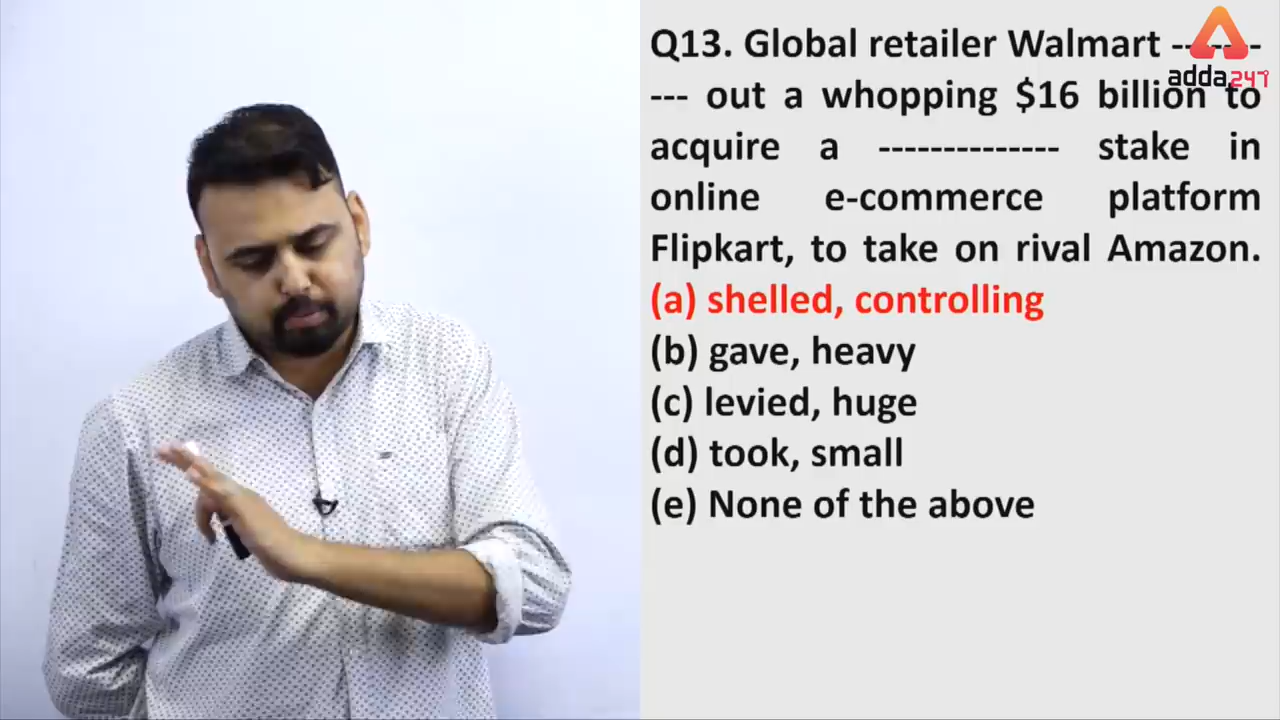 Q13. Global retailer Walmart -------
adda247
--- out a whopping $16 billion to
acquire a -------------- stake in
online e-commerce platform
Flipkart, to take on rival Amazon.
(a) shelled, controlling
(b) gave, heavy
(c) levied, huge
(d) took, small
(e) None of the above